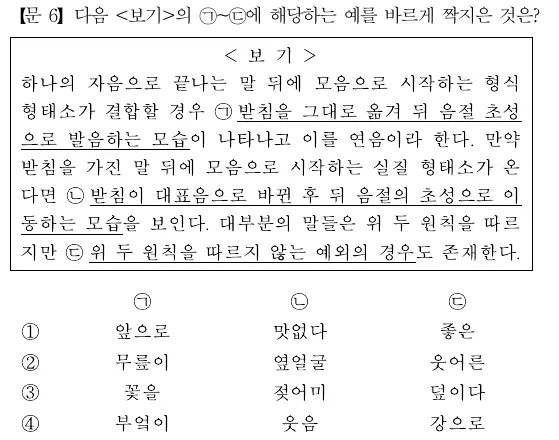 【문 6】 다음 <보기>의 ㉠~㉢에 해당하는 예를 바르게 짝지은 것은?
< 보 기 >
하나의 자음으로 끝나는 말 뒤에 모음으로 시작하는 형식
형태소가 결합할 경우 ㉠ 받침을 그대로 옮겨 뒤 음절 초성
으로 발음하는 모습이 나타나고 이를 연음이라 한다. 만약
받침을 가진 말 뒤에 모음으로 시작하는 실질 형태소가 온
다면 ㉡ 받침이 대표음으로 바뀐 후 뒤 음절의 초성으로 이
동하는 모습을 보인다. 대부분의 말들은 위 두 원칙을 따르
지만 ㉢ 위 두 원칙을 따르지 않는 예외의 경우도 존재한다.
㉠ ㉡ ㉢
① 앞으로 맛없다 좋은
② 무릎이 옆얼굴 웃어른
③ 꽃을 젖어미 덮이다
④ 부엌이 웃음 강으로